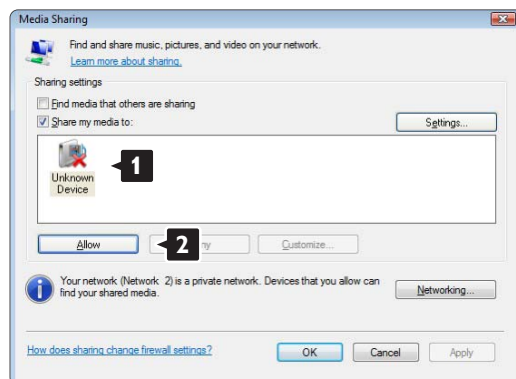 Media Sharing
Find and share music, pictures, and video on your network.
Learn more about sharing.
Sharing settings
Find media that others are sharing
Share my media to:
Settings...
Unknown
Device
1
Allow
2
Customize...
Your network (Network 2) is a private network. Devices that you allow can
find your shared media.
Networking...
How does sharing change firewall settings?
OK
Cancel
Apply